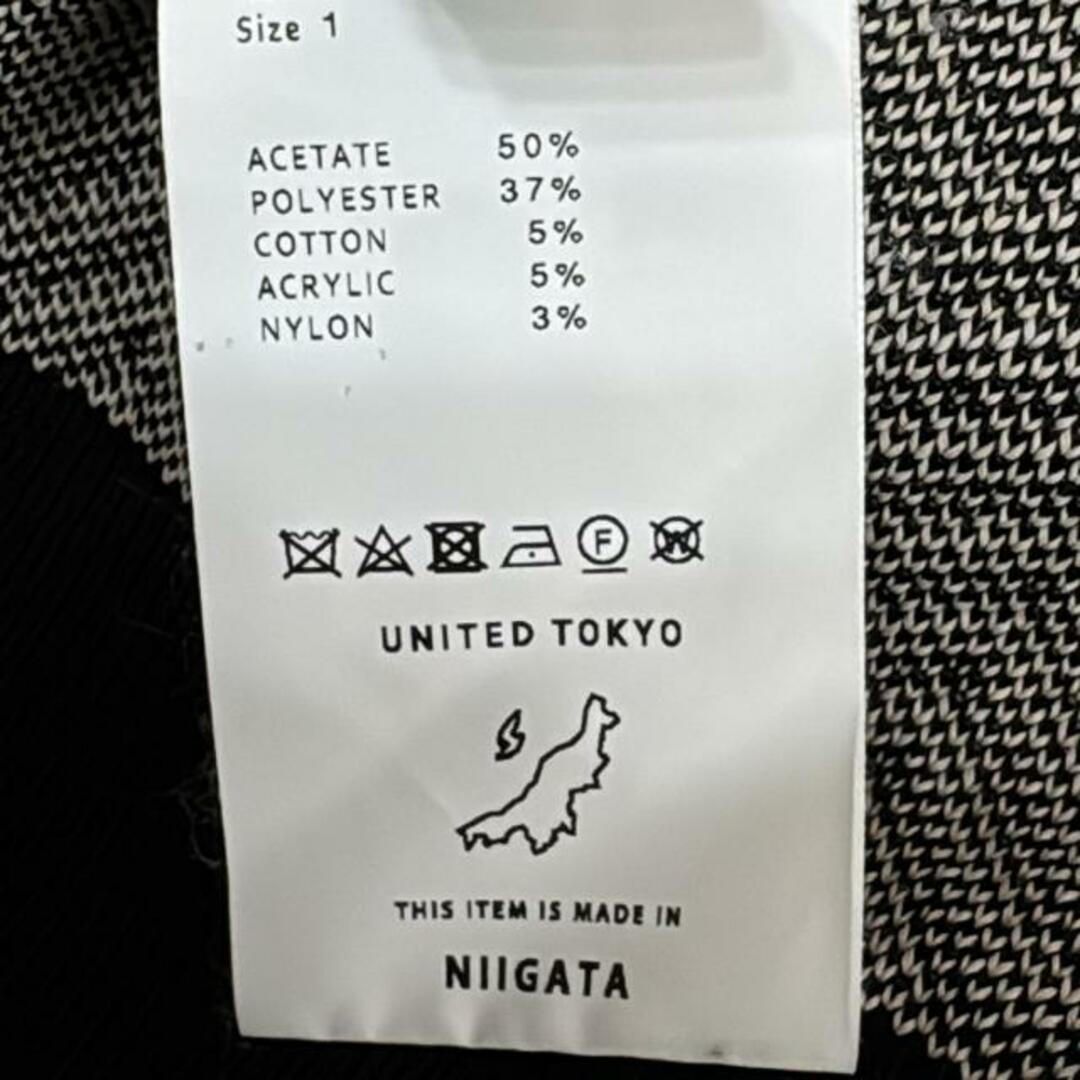 Size 1
ACETATE 50%
POLYESTER 37%
COTTON 5%
ACRYLIC 5%
NYLON 3%
F W
UNITED TOKYO
THIS ITEM IS MADE IN
NIIGATA